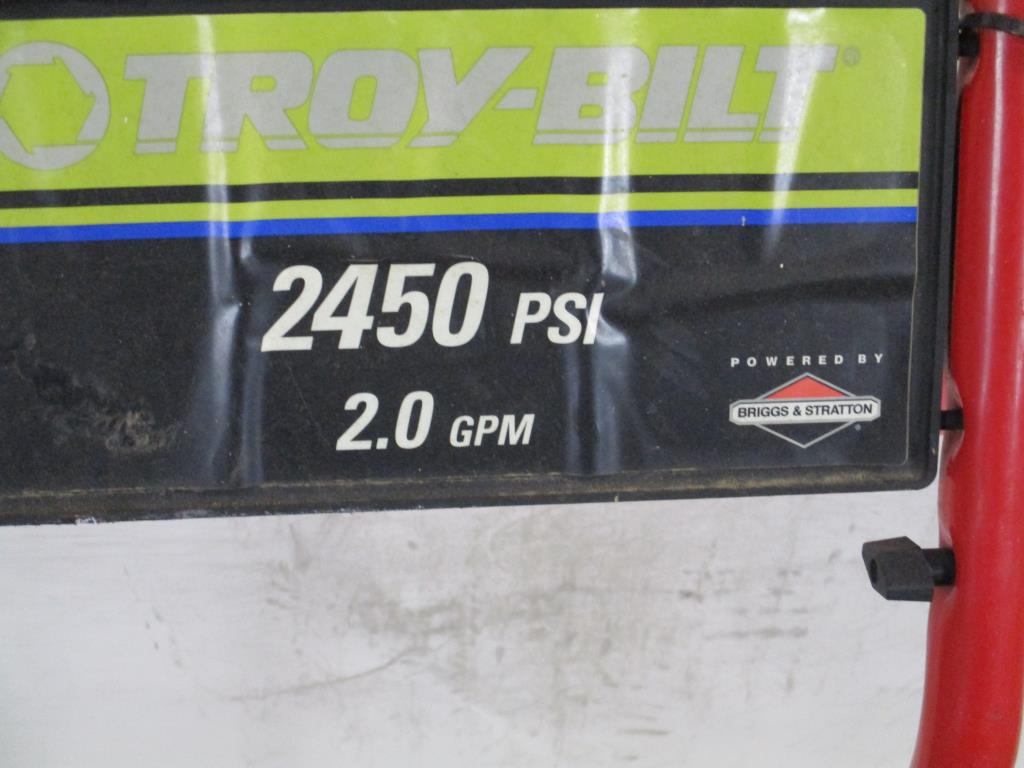 TROY-BILT®
2450 PSI
2.0 GPM
POWERED BY
BRIGGS & STRATTON®